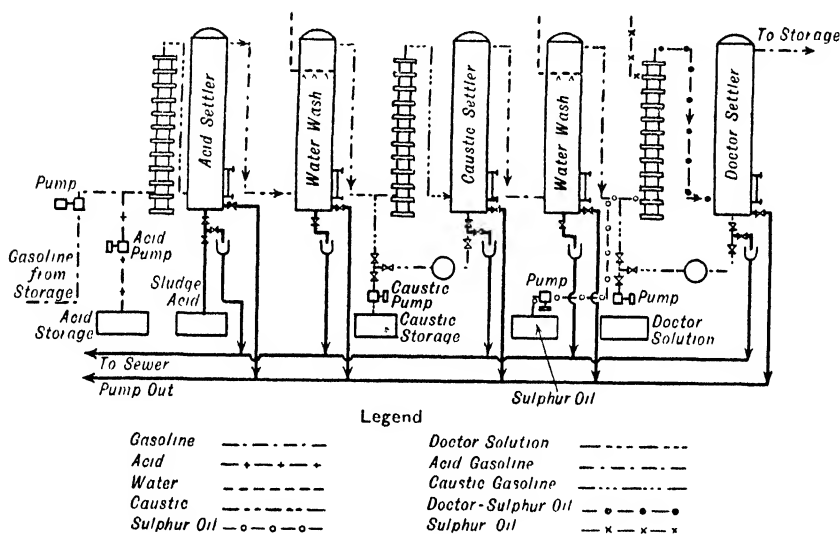 To Storage
Acid Settler
Water Wash
Caustic Settler
Water Wash
Doctor Settler
Pump
Acid
Pump
Gasoline
from
Storage
Acid
Storage
Sludge
Acid
Caustic
Pump
Caustic
Storage
Pump
Sulphur Oil
Pump
Doctor
Solution
To Sewer
Pump Out
Legend
Gasoline
Acid
Water
Caustic
Sulphur Oil
Doctor Solution
Acid Gasoline
Caustic Gasoline
Doctor-Sulphur Oil
Sulphur Oil